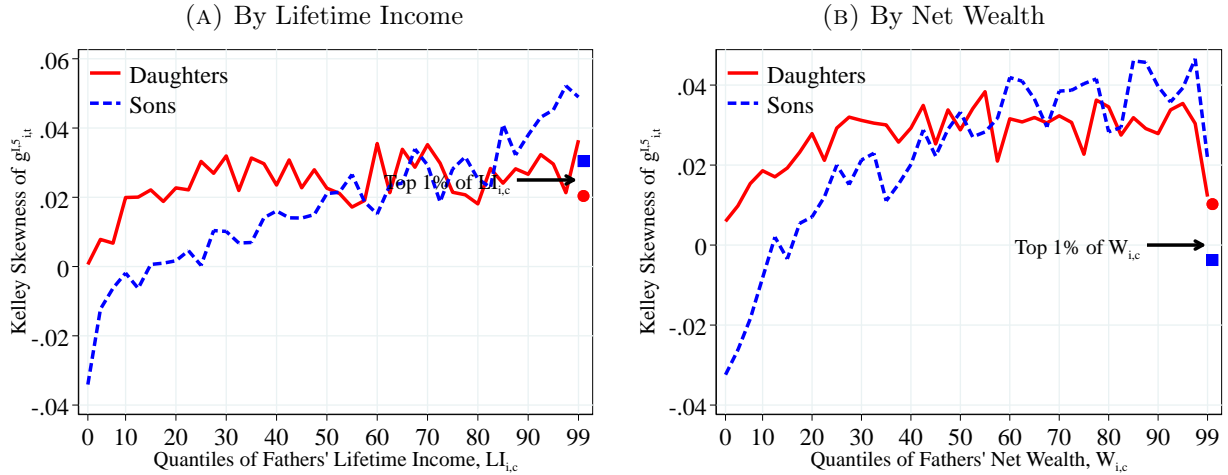 (A) By Lifetime Income
Kelley Skewness of g^{1,5}_{i,t}
.06
.04
.02
0
-.02
-.04
Daughters
Sons
Top 1% of LI_{i,c}
0 10 20 30 40 50 60 70 80 90 99
Quantiles of Fathers' Lifetime Income, LI_{i,c}
(B) By Net Wealth
Kelley Skewness of g^{1,5}_{i,t}
.04
.02
0
-.02
-.04
Daughters
Sons
Top 1% of W_{i,c}
0 10 20 30 40 50 60 70 80 90 99
Quantiles of Fathers' Net Wealth, W_{i,c}